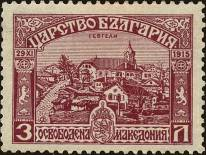 ЦАРСТВО БЪЛГАРИЯ
ГЕВГЕЛИ
29 XI 1915
3 Л
ОСВОБОДЕНА МАКЕДОНИЯ